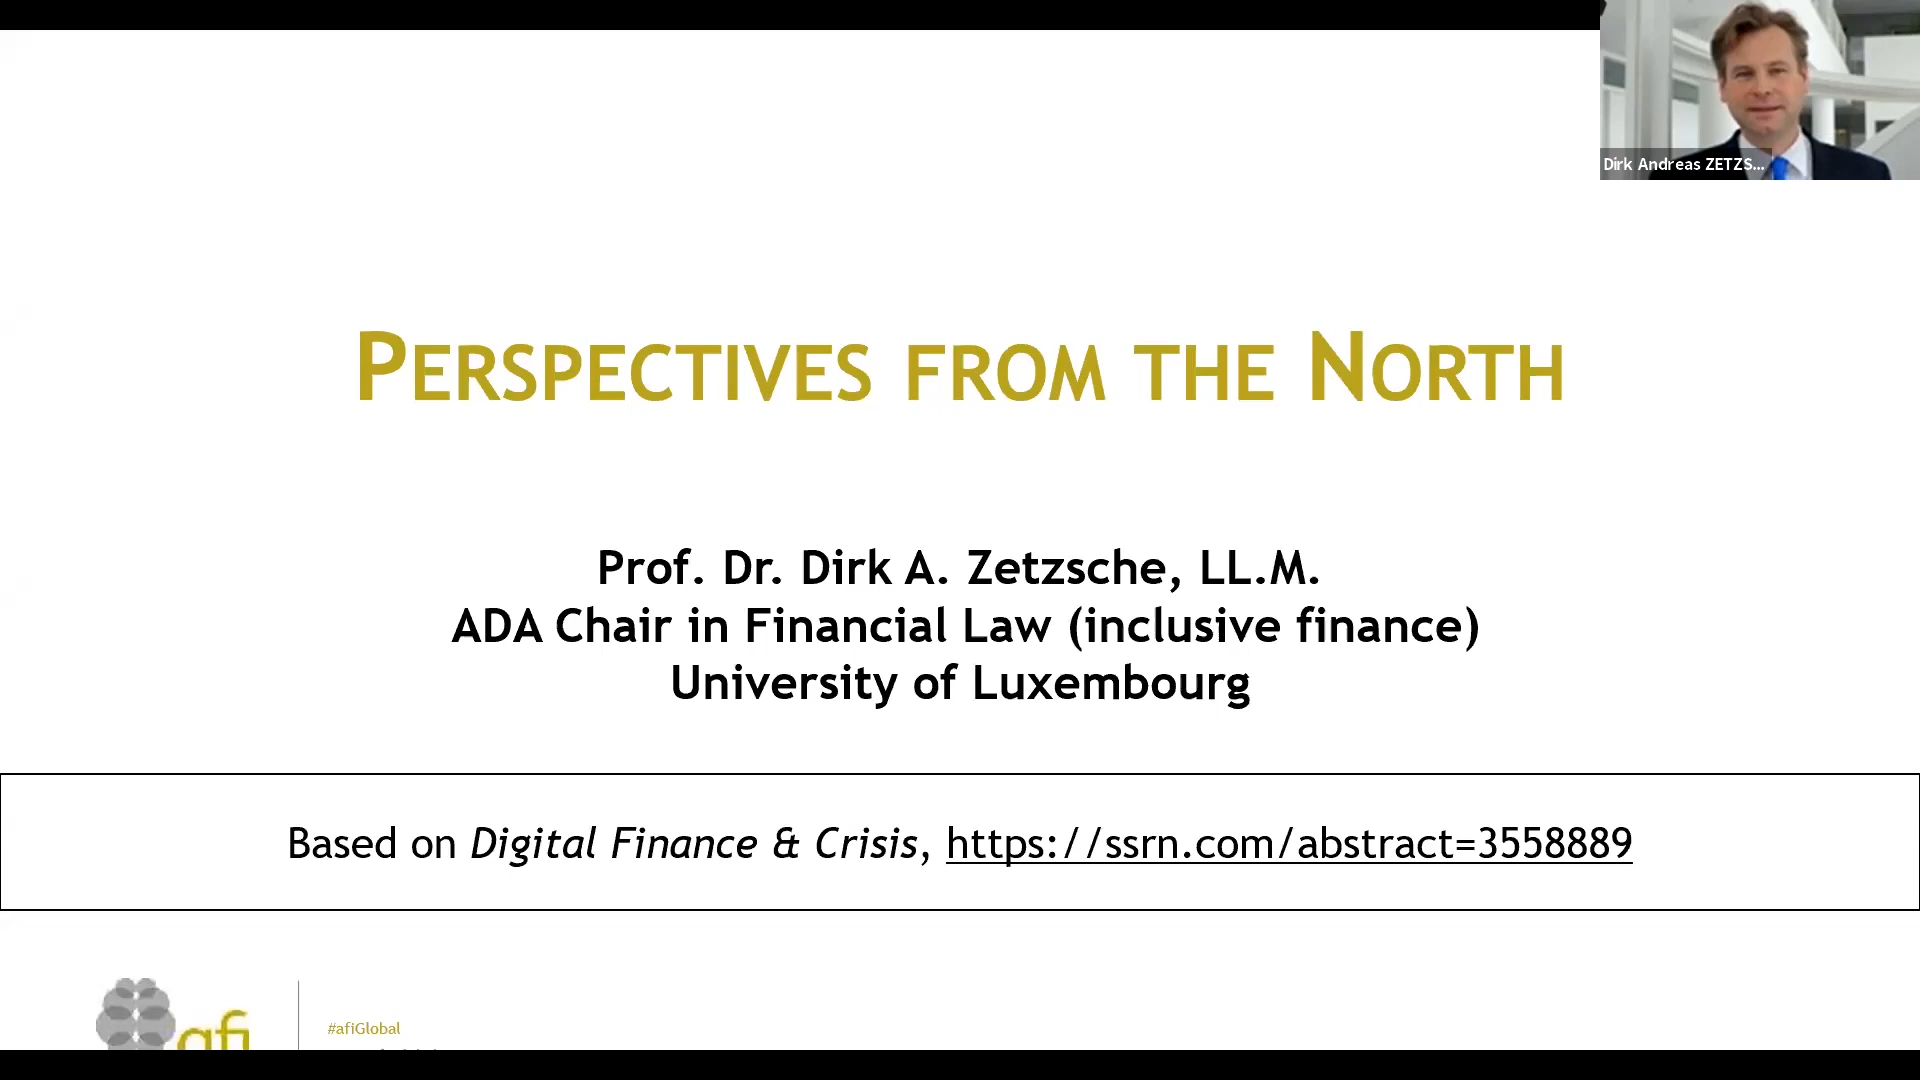 Dirk Andreas ZETZS...
PERSPECTIVES FROM THE NORTH
Prof. Dr. Dirk A. Zetzsche, LL.M.
ADA Chair in Financial Law (inclusive finance)
University of Luxembourg
Based on Digital Finance & Crisis, https://ssrn.com/abstract=3558889
afi
#afiGlobal